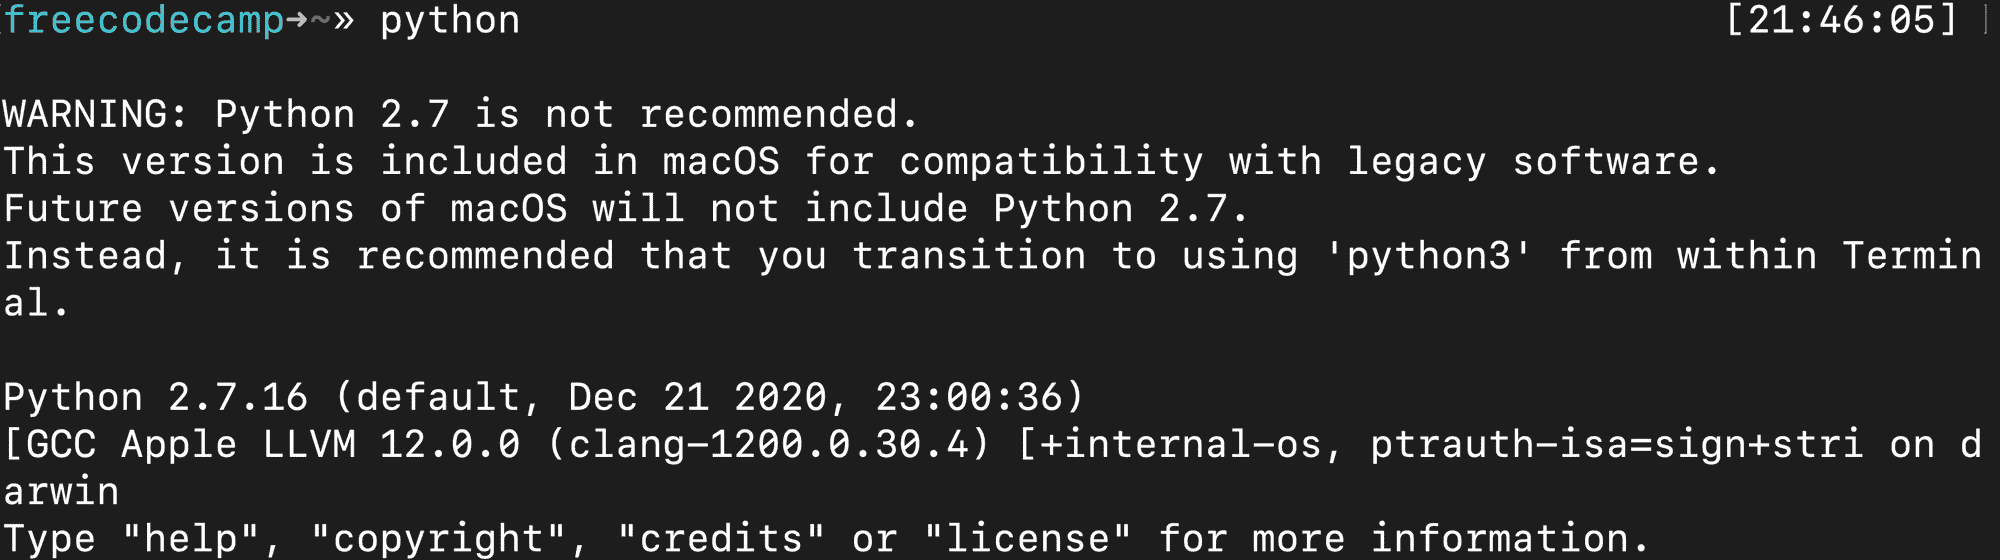 freecodecamp➜~» python [21:46:05]
WARNING: Python 2.7 is not recommended.
This version is included in macOS for compatibility with legacy software.
Future versions of macOS will not include Python 2.7.
Instead, it is recommended that you transition to using 'python3' from within Termin
al.
Python 2.7.16 (default, Dec 21 2020, 23:00:36)
[GCC Apple LLVM 12.0.0 (clang-1200.0.30.4) [+internal-os, ptrauth-isa=sign+stri on d
arwin
Type "help", "copyright", "credits" or "license" for more information.